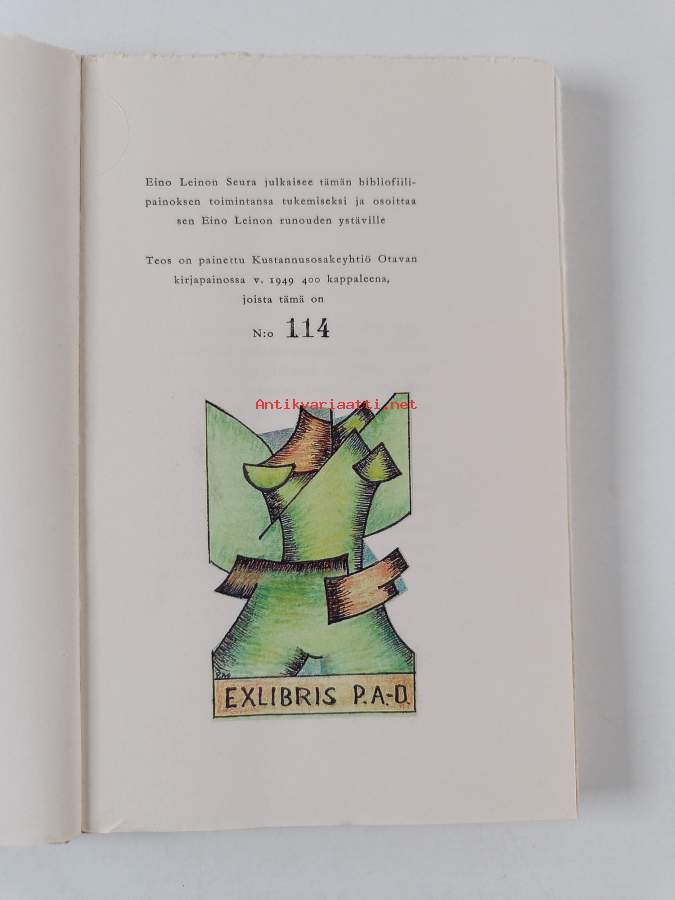 Eino Leinon Seura julkaisee tämän bibliofiili-
painoksen toimintansa tukemiseksi ja osoittaa
sen Eino Leinon runouden ystäville
Teos on painettu Kustannusosakeyhtiö Otavan
kirjapainossa v. 1949 400 kappaleena,
joista tämä on
N:o 114
Antikvariaatti.net
EXLIBRIS P.A-O.